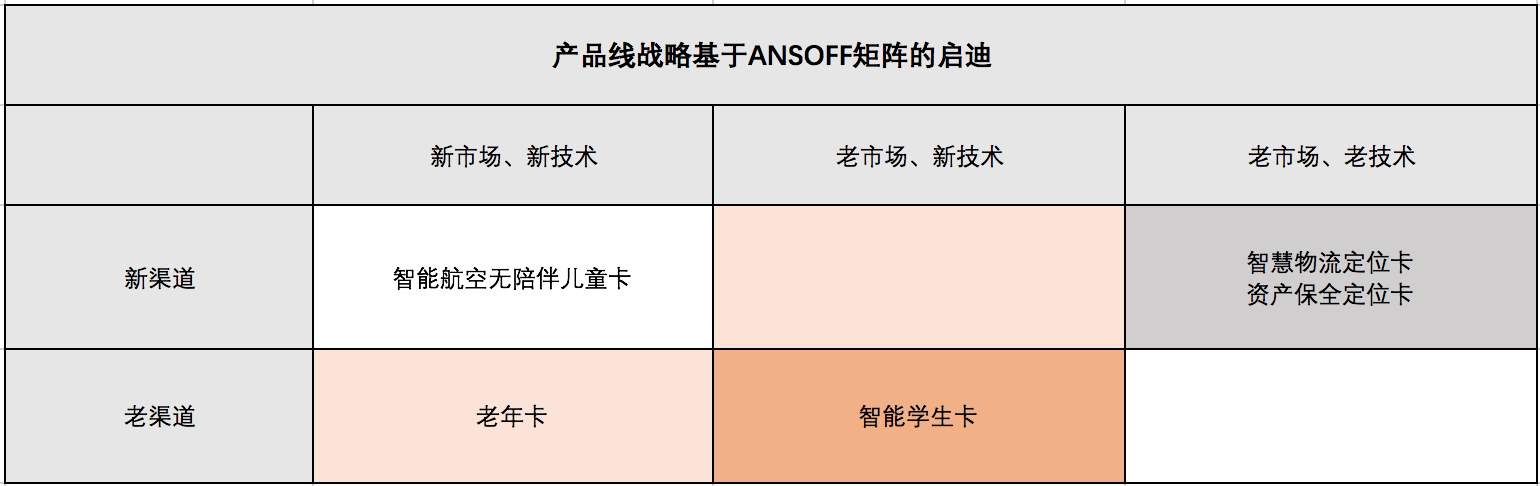 产品线战略基于ANSOFF矩阵的启迪
新市场、新技术
老市场、新技术
老市场、老技术
新渠道
智能航空无陪伴儿童卡
智慧物流定位卡
资产保全定位卡
老渠道
老年卡
智能学生卡